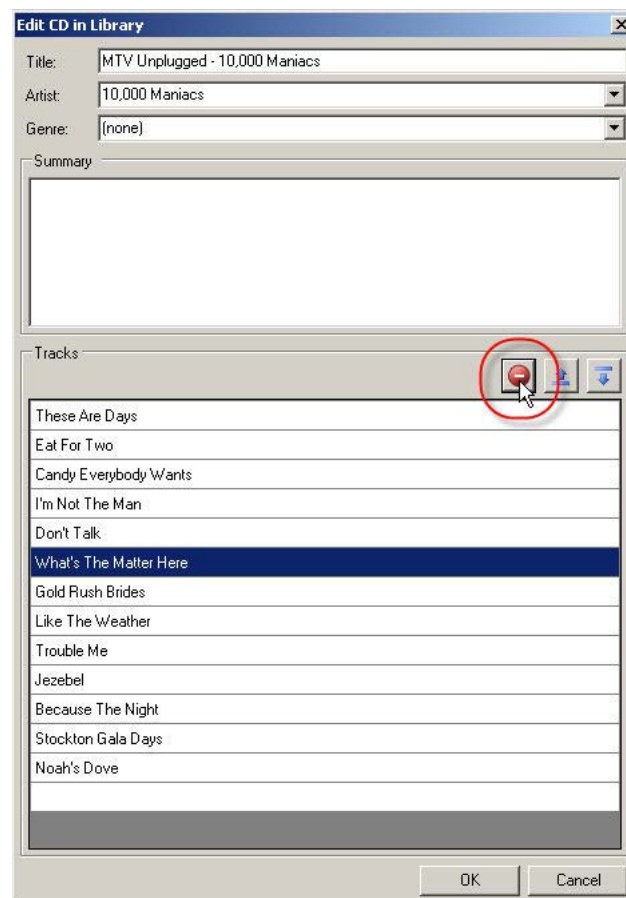 Edit CD in Library
Title: MTV Unplugged - 10,000 Maniacs
Artist: 10,000 Maniacs
Genre: (none)
Summary
Tracks
These Are Days
Eat For Two
Candy Everybody Wants
I'm Not The Man
Don't Talk
What's The Matter Here
Gold Rush Brides
Like The Weather
Trouble Me
Jezebel
Because The Night
Stockton Gala Days
Noah's Dove
OK Cancel